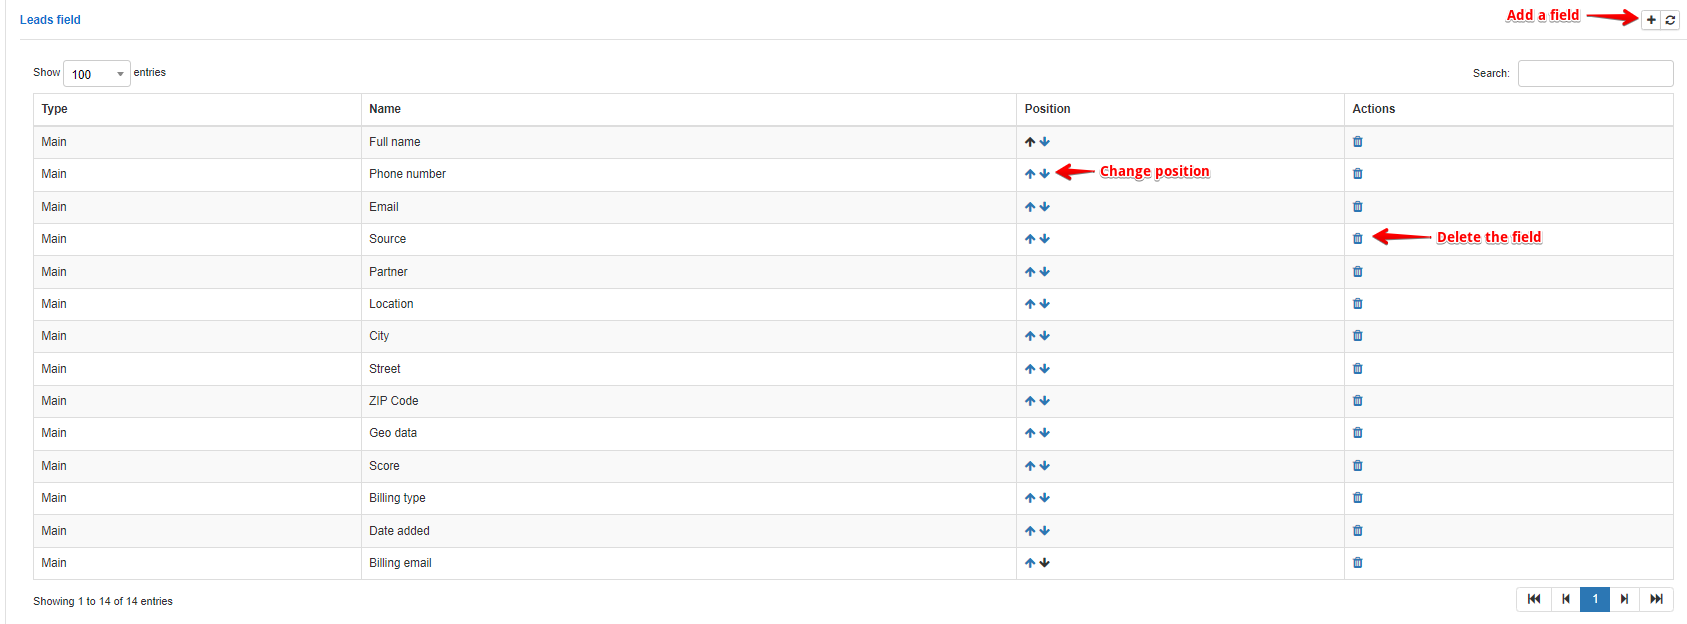 Leads field
Add a field
Show 100 entries
Search:
Type Name Position Actions
Main Full name
Main Phone number Change position
Main Email
Main Source Delete the field
Main Partner
Main Location
Main City
Main Street
Main ZIP Code
Main Geo data
Main Score
Main Billing type
Main Date added
Main Billing email
Showing 1 to 14 of 14 entries
1